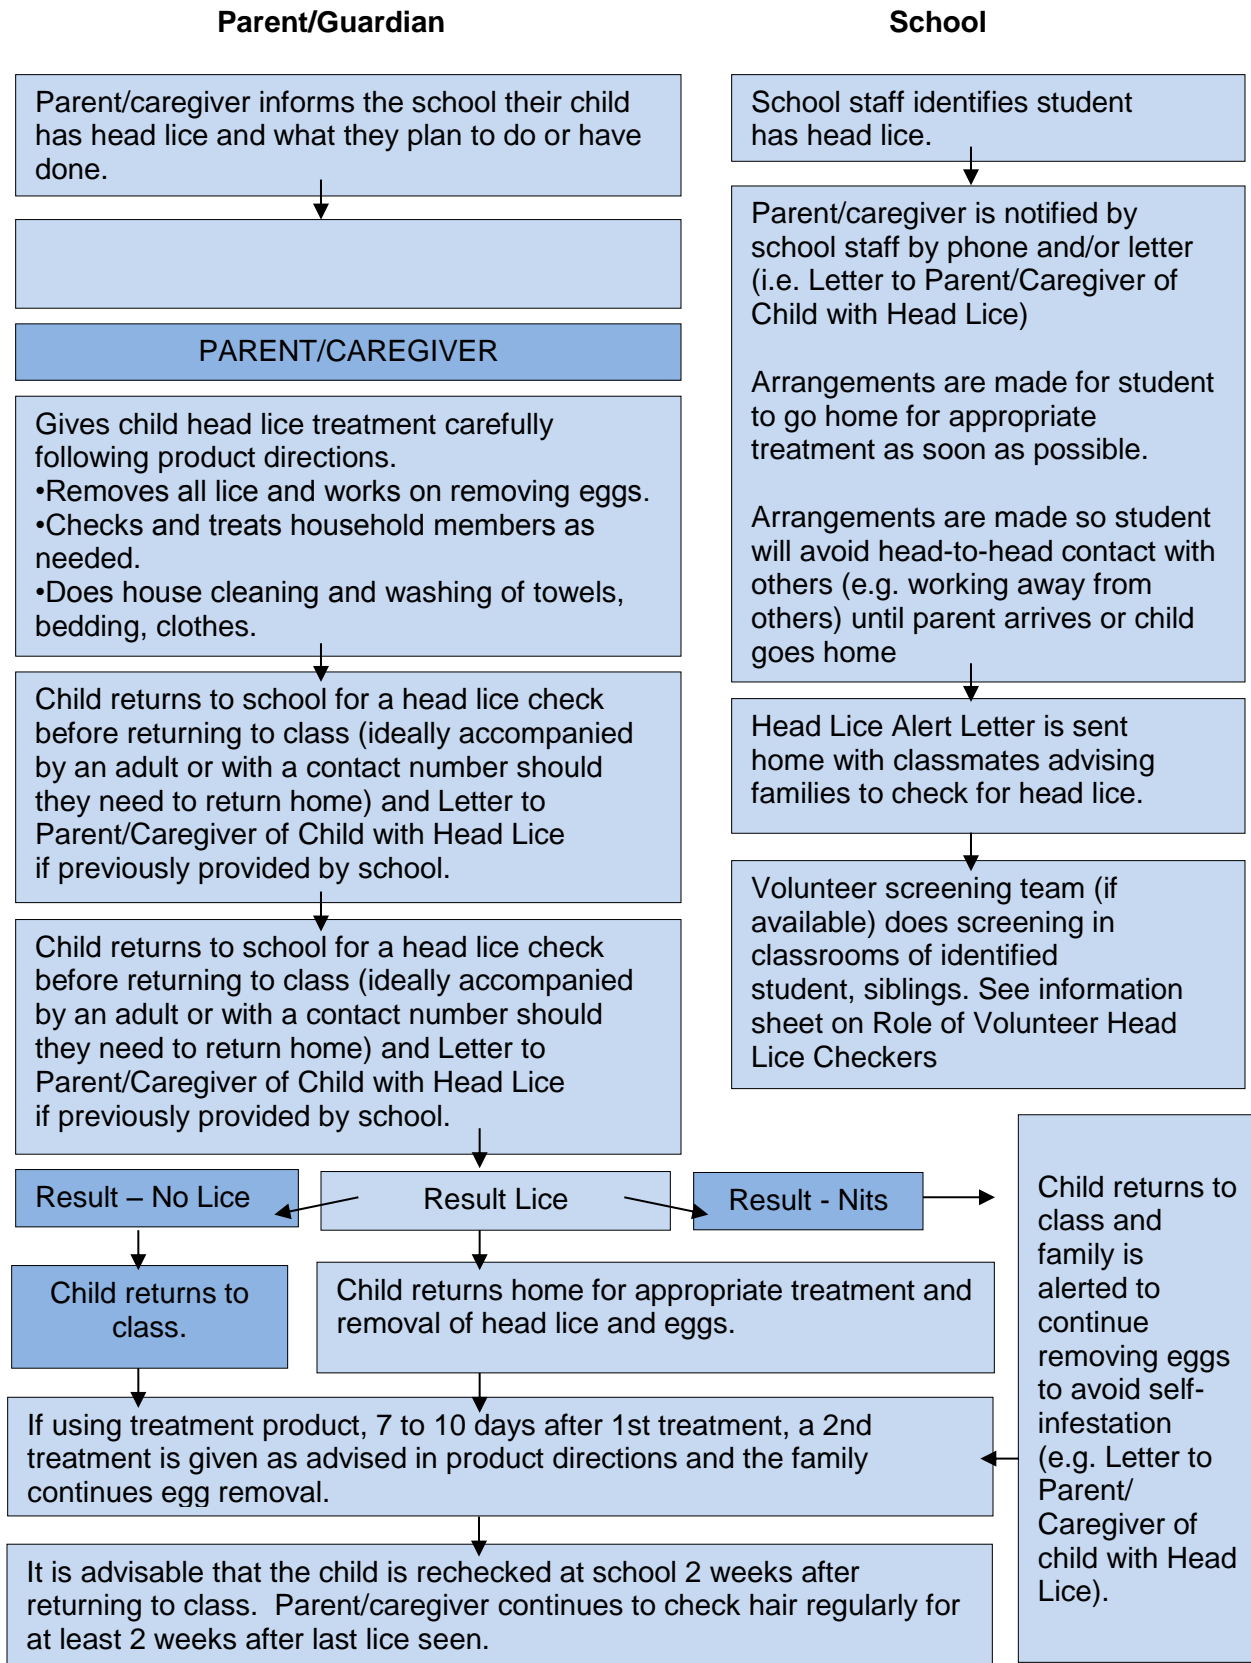 Parent/Guardian
Parent/caregiver informs the school their child
has head lice and what they plan to do or have
done.
PARENT/CAREGIVER
Gives child head lice treatment carefully
following product directions.
•Removes all lice and works on removing eggs.
•Checks and treats household members as
needed.
•Does house cleaning and washing of towels,
bedding, clothes.
Child returns to school for a head lice check
before returning to class (ideally accompanied
by an adult or with a contact number should
they need to return home) and Letter to
Parent/Caregiver of Child with Head Lice
if previously provided by school.
Child returns to school for a head lice check
before returning to class (ideally accompanied
by an adult or with a contact number should
they need to return home) and Letter to
Parent/Caregiver of Child with Head Lice
if previously provided by school.
School
School staff identifies student
has head lice.
Parent/caregiver is notified by
school staff by phone and/or letter
(i.e. Letter to Parent/Caregiver of
Child with Head Lice)
Arrangements are made for student
to go home for appropriate
treatment as soon as possible.
Arrangements are made so student
will avoid head-to-head contact with
others (e.g. working away from
others) until parent arrives or child
goes home
Head Lice Alert Letter is sent
home with classmates advising
families to check for head lice.
Volunteer screening team (if
available) does screening in
classrooms of identified
student, siblings. See information
sheet on Role of Volunteer Head
Lice Checkers
Result – No Lice
Result Lice
Result - Nits
Child returns to
class.
Child returns home for appropriate treatment and
removal of head lice and eggs.
Child returns to
class and
family is
alerted to
continue
removing eggs
to avoid self-
infestation
(e.g. Letter to
Parent/
Caregiver of
child with Head
Lice).
If using treatment product, 7 to 10 days after 1st treatment, a 2nd
treatment is given as advised in product directions and the family
continues egg removal.
It is advisable that the child is rechecked at school 2 weeks after
returning to class.  Parent/caregiver continues to check hair regularly for
at least 2 weeks after last lice seen.